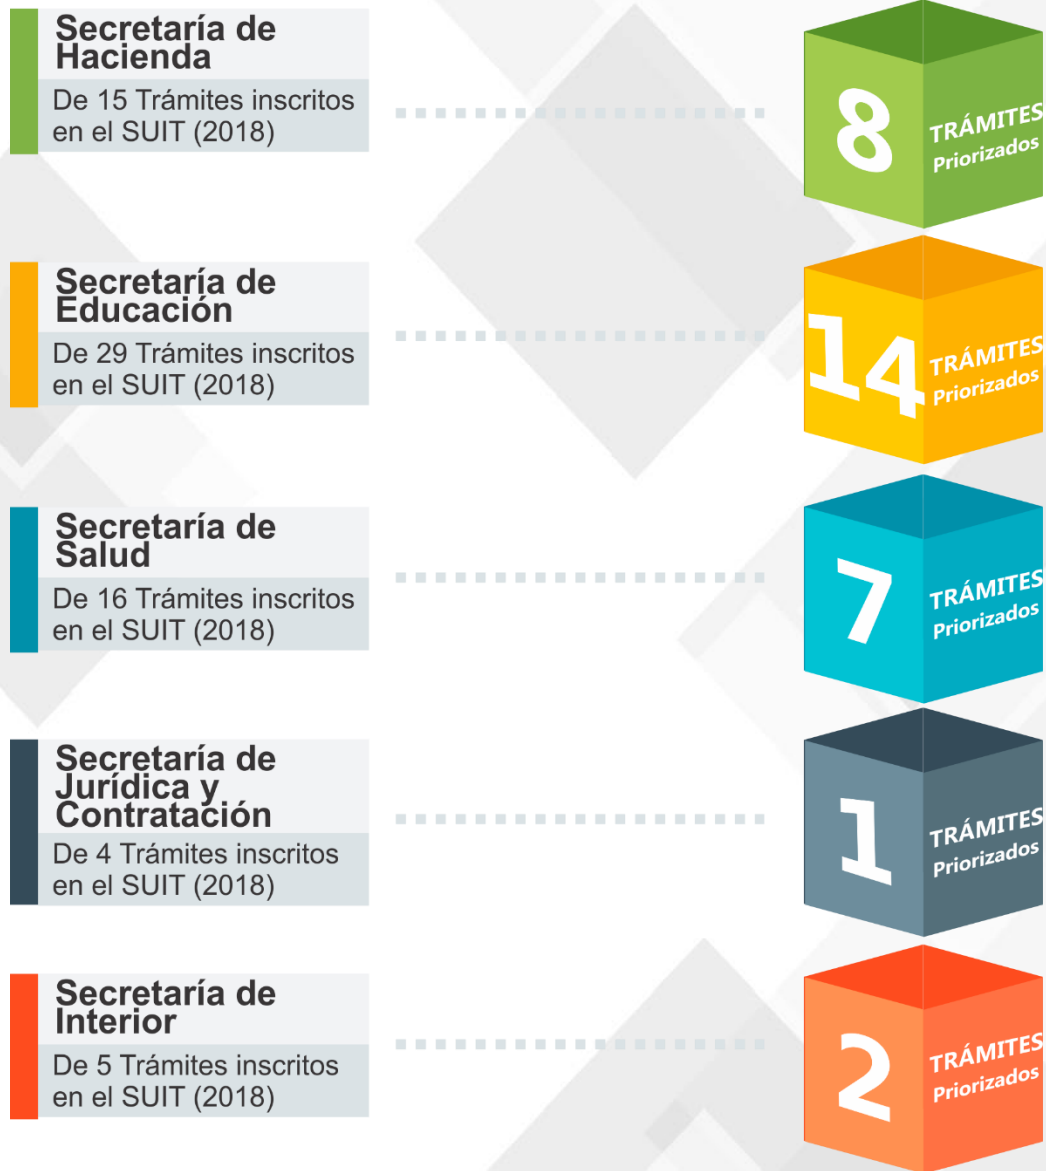 Secretaría de
Hacienda
De 15 Trámites inscritos
en el SUIT (2018)
8
TRÁMITES
Priorizados
Secretaría de
Educación
De 29 Trámites inscritos
en el SUIT (2018)
14
TRÁMITES
Priorizados
Secretaría de
Salud
De 16 Trámites inscritos
en el SUIT (2018)
7
TRÁMITES
Priorizados
Secretaría de
Jurídica y
Contratación
De 4 Trámites inscritos
en el SUIT (2018)
1
TRÁMITES
Priorizados
Secretaría de
Interior
De 5 Trámites inscritos
en el SUIT (2018)
2
TRÁMITES
Priorizados